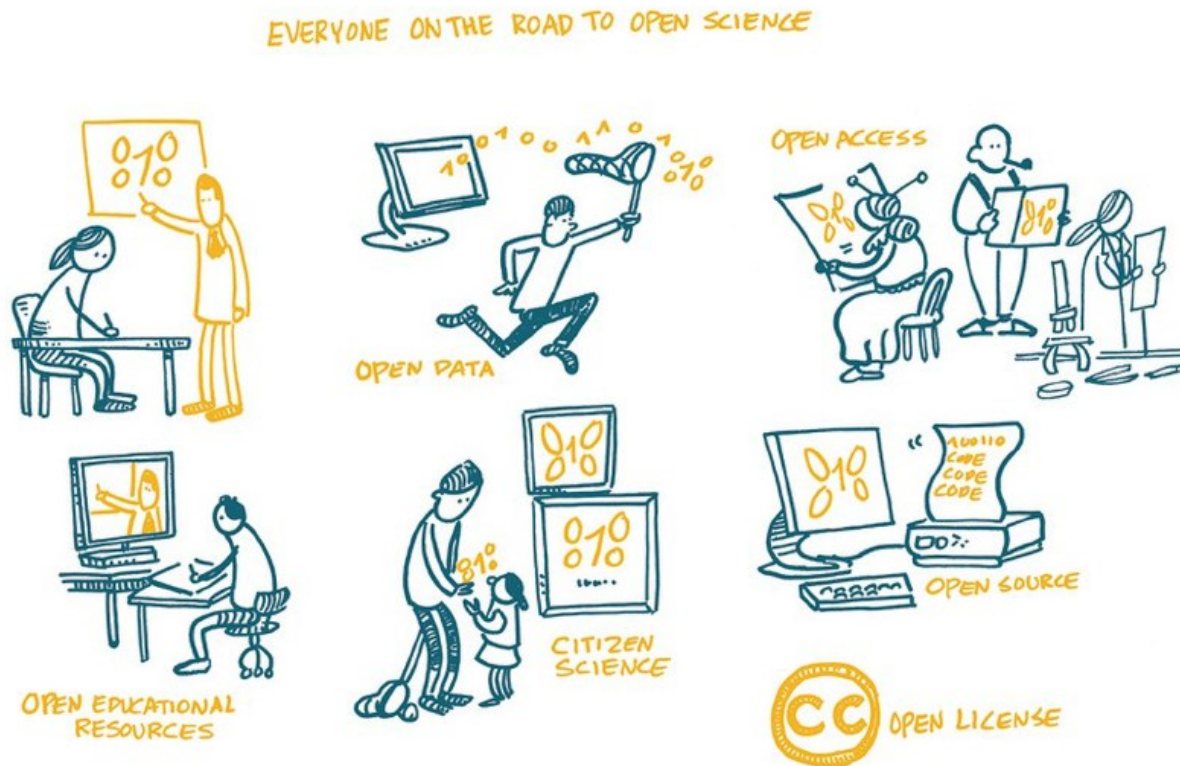 EVERYONE ON THE ROAD TO OPEN SCIENCE
OPEN ACCESS
OPEN DATA
OPEN EDUCATIONAL
RESOURCES
CITIZEN
SCIENCE
CODE
CODE
CODE
OPEN SOURCE
CC
OPEN LICENSE